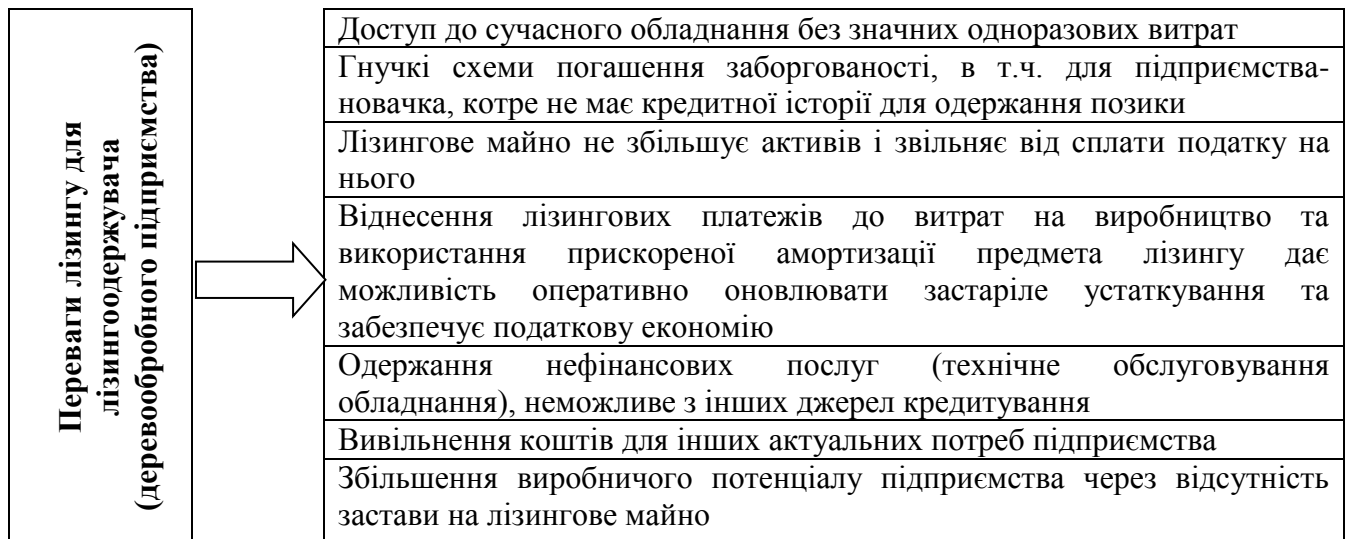 Переваги лізингу для
лізингоодержувача
(деревообробного підприємства)
Доступ до сучасного обладнання без значних одноразових витрат
Гнучкі схеми погашення заборгованості, в т.ч. для підприємства-
новачка, котре не має кредитної історії для одержання позики
Лізингове майно не збільшує активів і звільняє від сплати податку на
нього
Віднесення лізингових платежів до витрат на виробництво та
використання прискореної амортизації предмета лізингу дає
можливість оперативно оновлювати застаріле устаткування та
забезпечує податкову економію
Одержання нефінансових послуг (технічне обслуговування
обладнання), неможливе з інших джерел кредитування
Вивільнення коштів для інших актуальних потреб підприємства
Збільшення виробничого потенціалу підприємства через відсутність
застави на лізингове майно